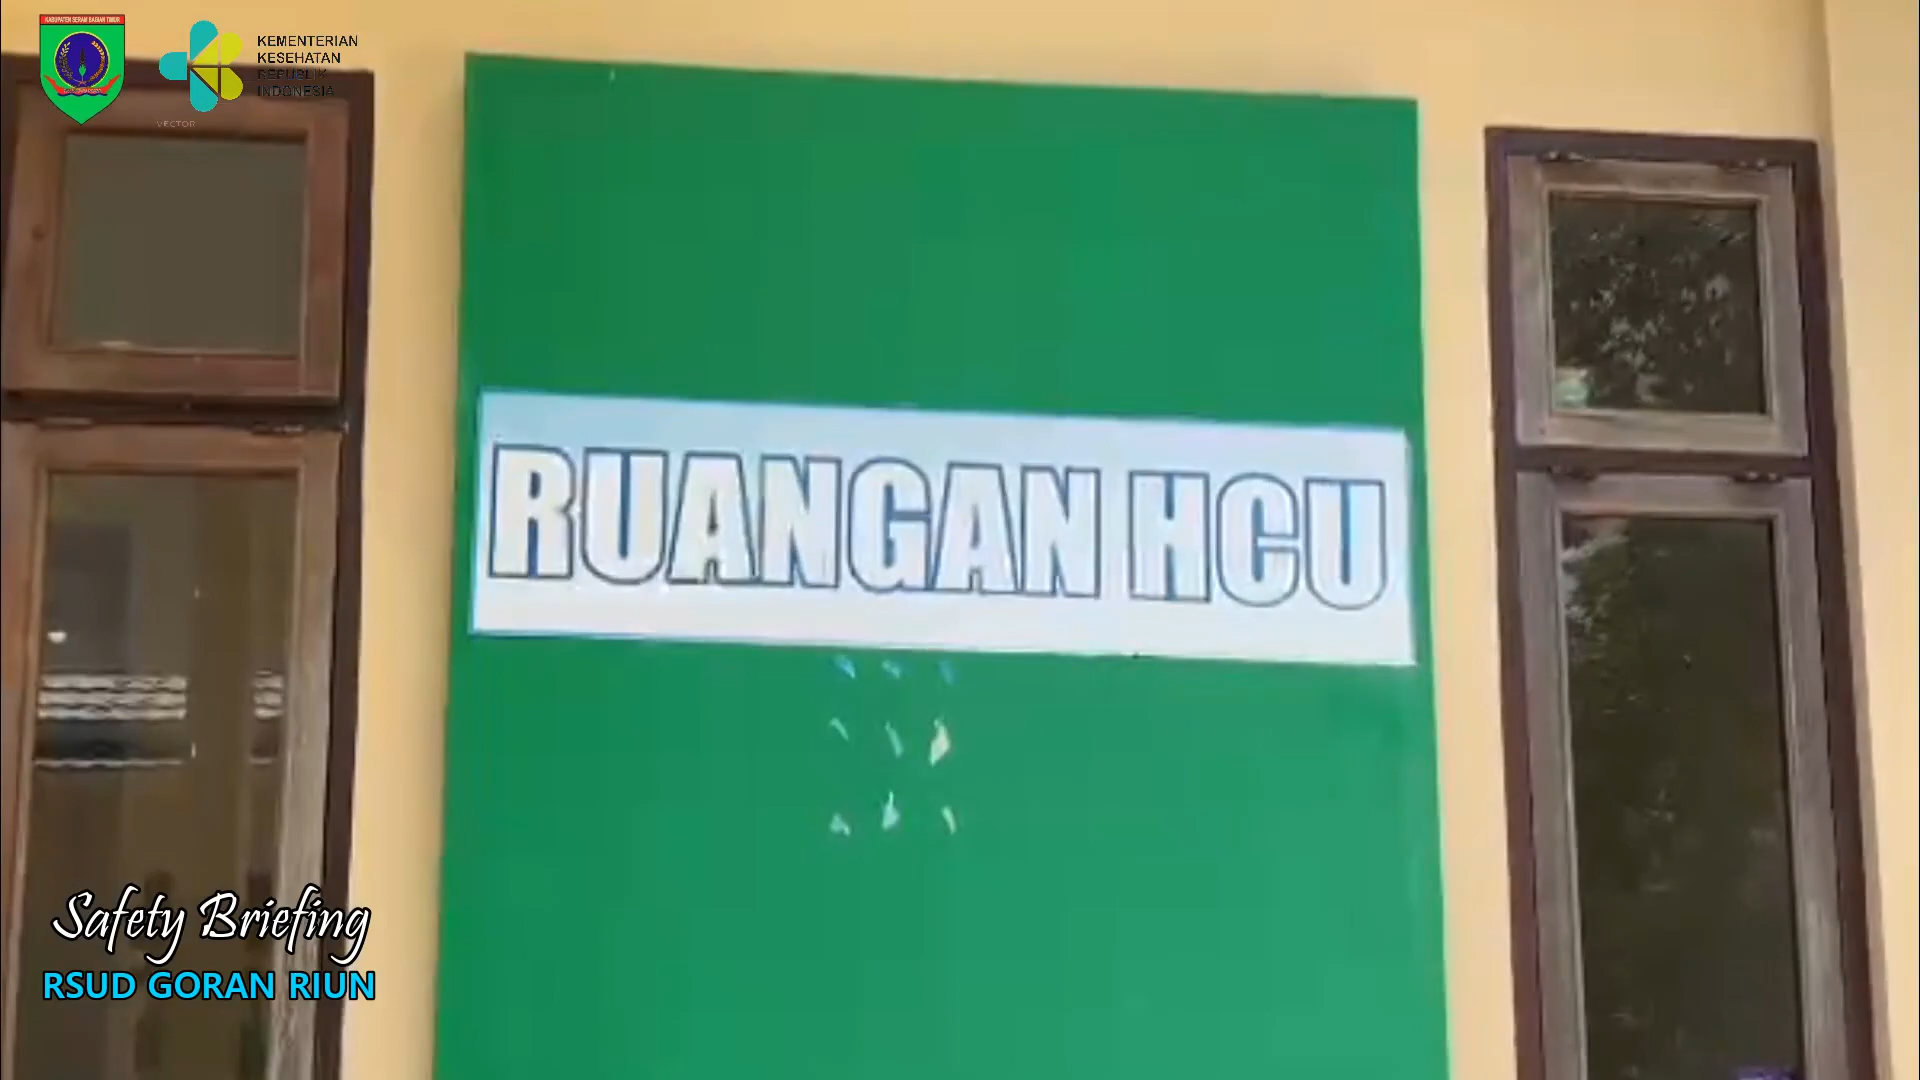 KABUPATEN SERAM BAGIAN TIMUR
KEMENTERIAN
KESEHATAN
REPUBLIK
INDONESIA
VECTOR
RUANGAN HCU
Safety Briefing
RSUD GORAN RIUN